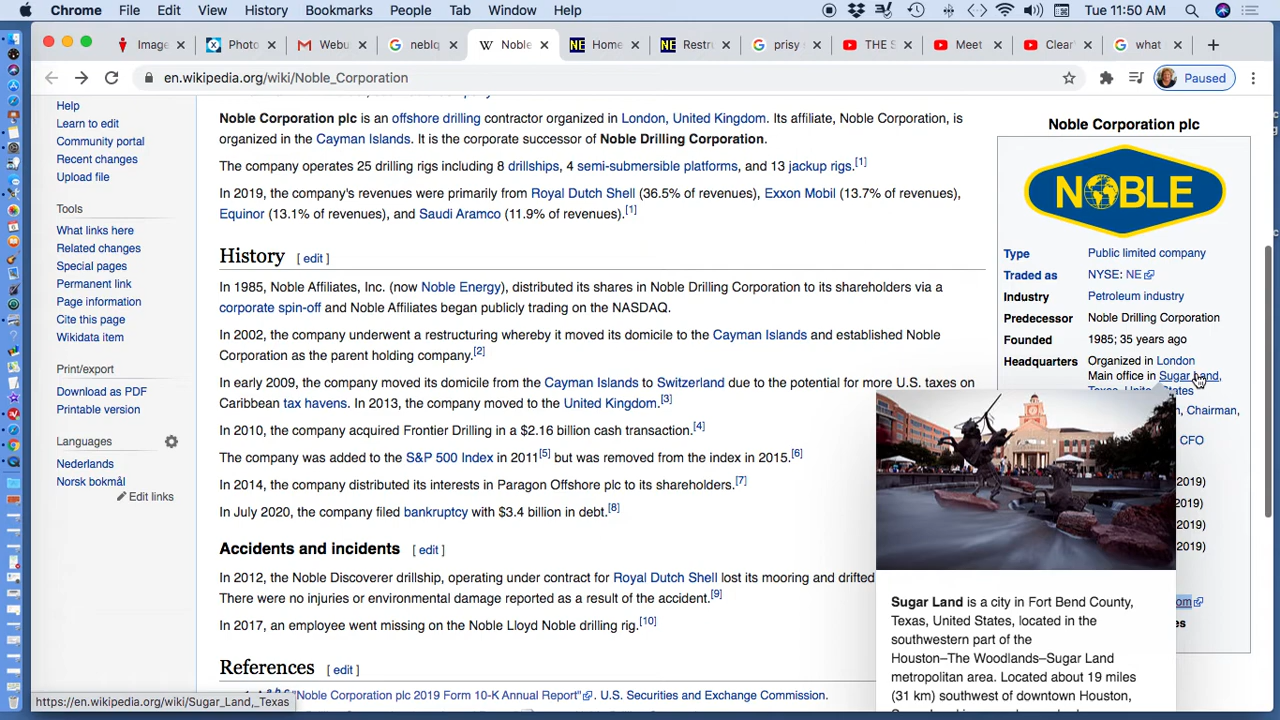 Chrome File Edit View History Bookmarks People Tab Window Help Tue 11:50 AM
Image Photo Webu neblq Noble Home Restru prisy THE S Meet Clear what
en.wikipedia.org/wiki/Noble_Corporation Paused
Help
Learn to edit
Community portal
Recent changes
Upload file
Tools
What links here
Related changes
Special pages
Permanent link
Page information
Cite this page
Wikidata item
Print/export
Download as PDF
Printable version
Languages
Nederlands
Norsk bokmål
Edit links
Noble Corporation plc is an offshore drilling contractor organized in London, United Kingdom. Its affiliate, Noble Corporation, is
organized in the Cayman Islands. It is the corporate successor of Noble Drilling Corporation.
The company operates 25 drilling rigs including 8 drillships, 4 semi-submersible platforms, and 13 jackup rigs.[1]
In 2019, the company's revenues were primarily from Royal Dutch Shell (36.5% of revenues), Exxon Mobil (13.7% of revenues),
Equinor (13.1% of revenues), and Saudi Aramco (11.9% of revenues).[1]
History [ edit ]
In 1985, Noble Affiliates, Inc. (now Noble Energy), distributed its shares in Noble Drilling Corporation to its shareholders via a
corporate spin-off and Noble Affiliates began publicly trading on the NASDAQ.
In 2002, the company underwent a restructuring whereby it moved its domicile to the Cayman Islands and established Noble
Corporation as the parent holding company.[2]
In early 2009, the company moved its domicile from the Cayman Islands to Switzerland due to the potential for more U.S. taxes on
Caribbean tax havens. In 2013, the company moved to the United Kingdom.[3]
In 2010, the company acquired Frontier Drilling in a $2.16 billion cash transaction.[4]
The company was added to the S&P 500 Index in 2011[5] but was removed from the index in 2015.[6]
In 2014, the company distributed its interests in Paragon Offshore plc to its shareholders.[7]
In July 2020, the company filed bankruptcy with $3.4 billion in debt.[8]
Accidents and incidents [ edit ]
In 2012, the Noble Discoverer drillship, operating under contract for Royal Dutch Shell lost its mooring and drifted
There were no injuries or environmental damage reported as a result of the accident.[9]
In 2017, an employee went missing on the Noble Lloyd Noble drilling rig.[10]
References [ edit ]
"Noble Corporation plc 2019 Form 10-K Annual Report". U.S. Securities and Exchange Commission.
Noble Corporation plc
NOBLE
Type Public limited company
Traded as NYSE: NE
Industry Petroleum industry
Predecessor Noble Drilling Corporation
Founded 1985; 35 years ago
Headquarters Organized in London
Main office in Sugar Land,
Texas, United States
Chairman,
CFO
2019)
2019)
2019)
2019)
om
Sugar Land is a city in Fort Bend County,
Texas, United States, located in the
southwestern part of the
Houston–The Woodlands–Sugar Land
metropolitan area. Located about 19 miles
(31 km) southwest of downtown Houston,
https://en.wikipedia.org/wiki/Sugar_Land,_Texas